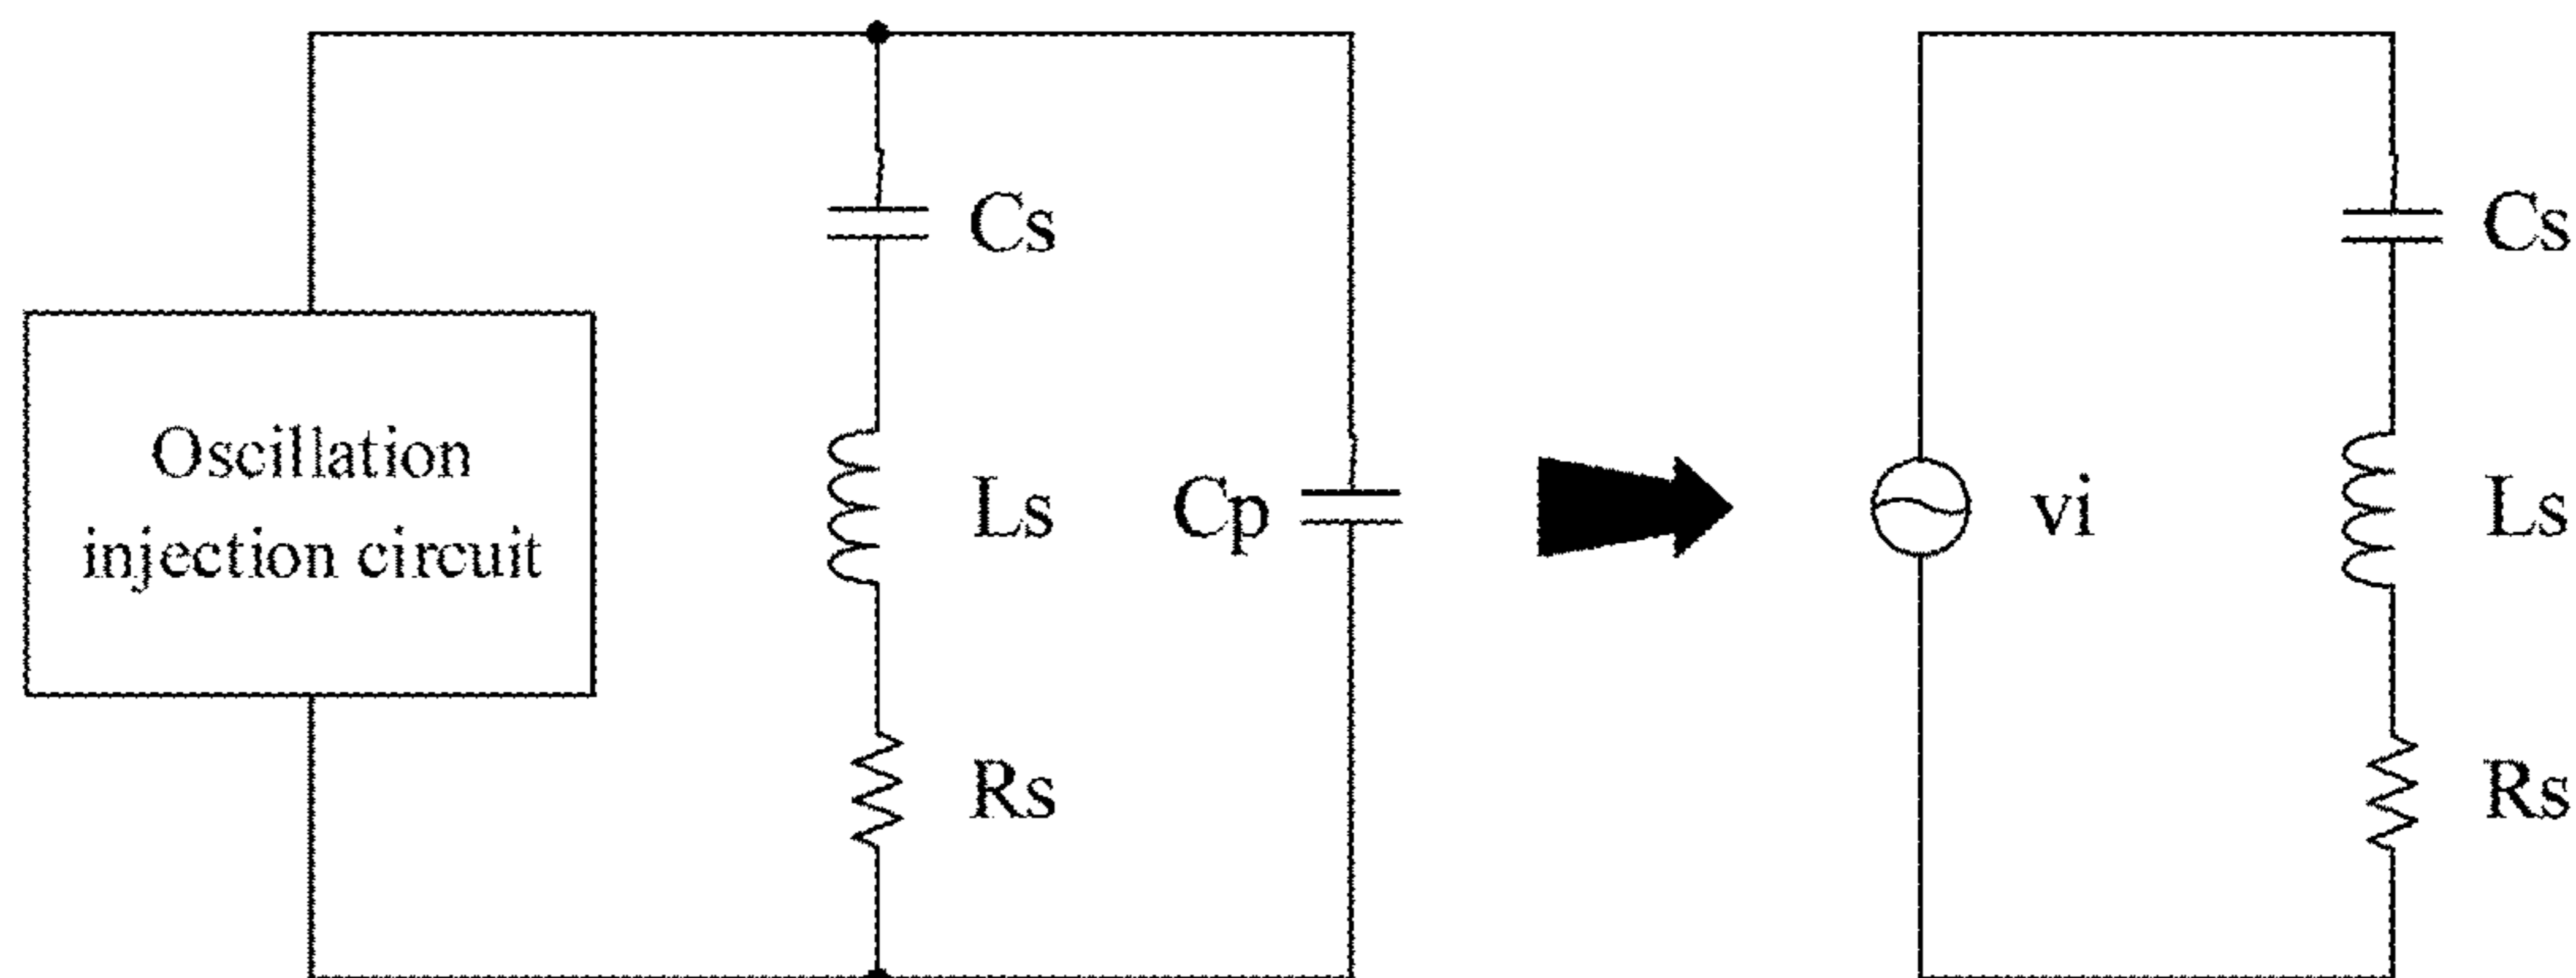 Cs
Cs
Oscillation
injection circuit
Ls
Cp
vi
Ls
Rs
Rs